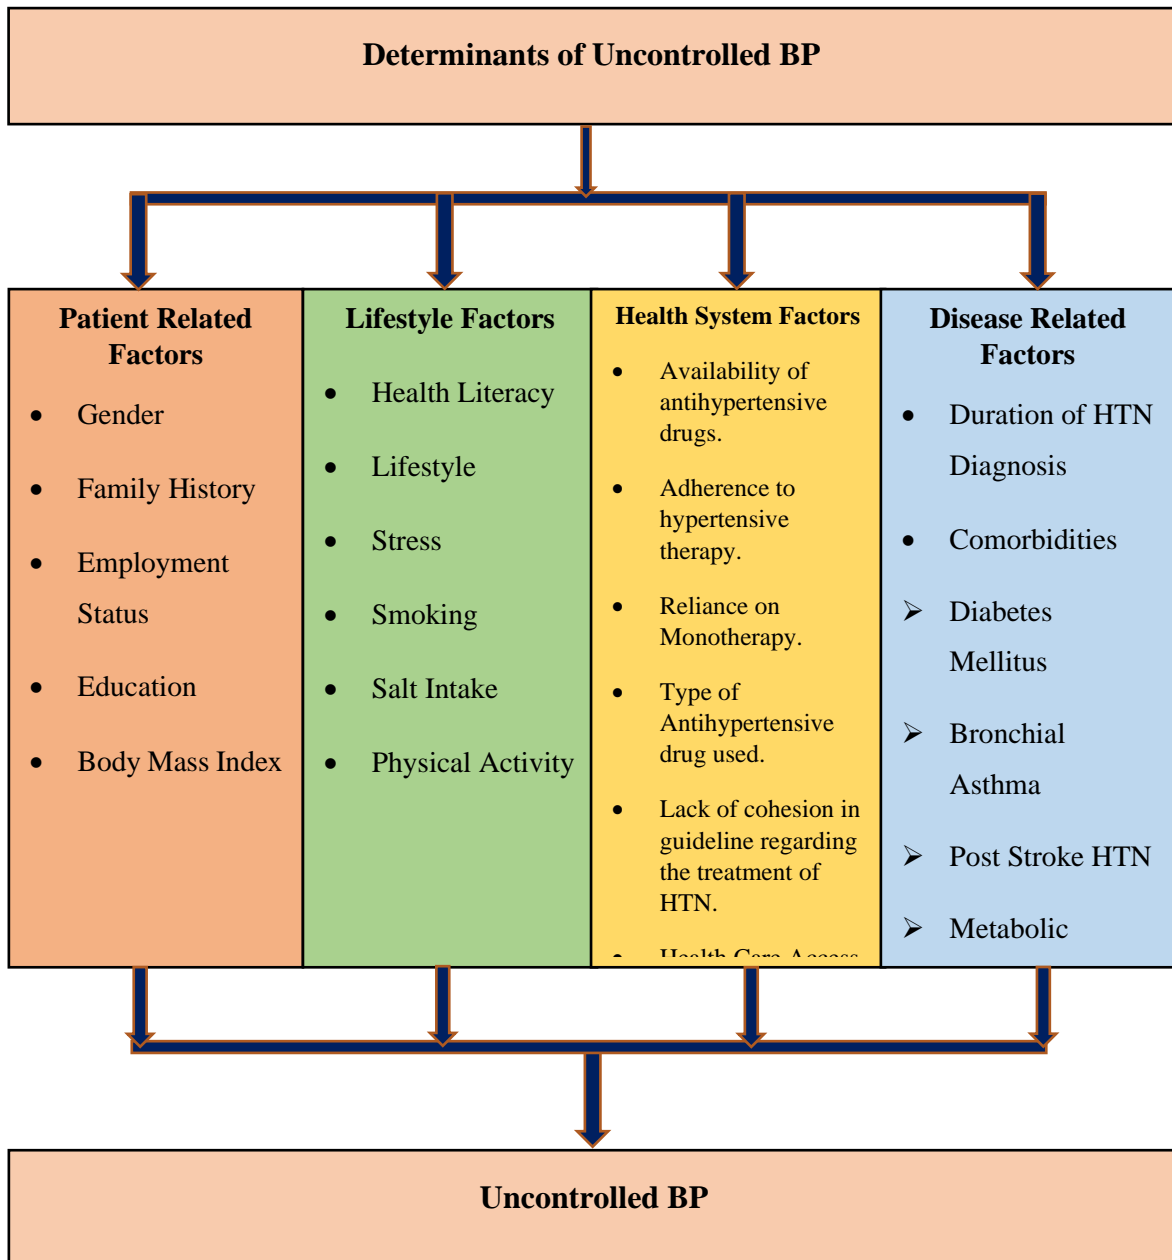 Determinants of Uncontrolled BP
Patient Related
Factors
• Gender
• Family History
• Employment
Status
• Education
• Body Mass Index
Lifestyle Factors
• Health Literacy
• Lifestyle
• Stress
• Smoking
• Salt Intake
• Physical Activity
Health System Factors
• Availability of
antihypertensive
drugs.
• Adherence to
hypertensive
therapy.
• Reliance on
Monotherapy.
• Type of
Antihypertensive
drug used.
• Lack of cohesion in
guideline regarding
the treatment of
HTN.
• Health Care Access
Disease Related
Factors
• Duration of HTN
Diagnosis
• Comorbidities
➢ Diabetes
Mellitus
➢ Bronchial
Asthma
➢ Post Stroke HTN
➢ Metabolic
Uncontrolled BP